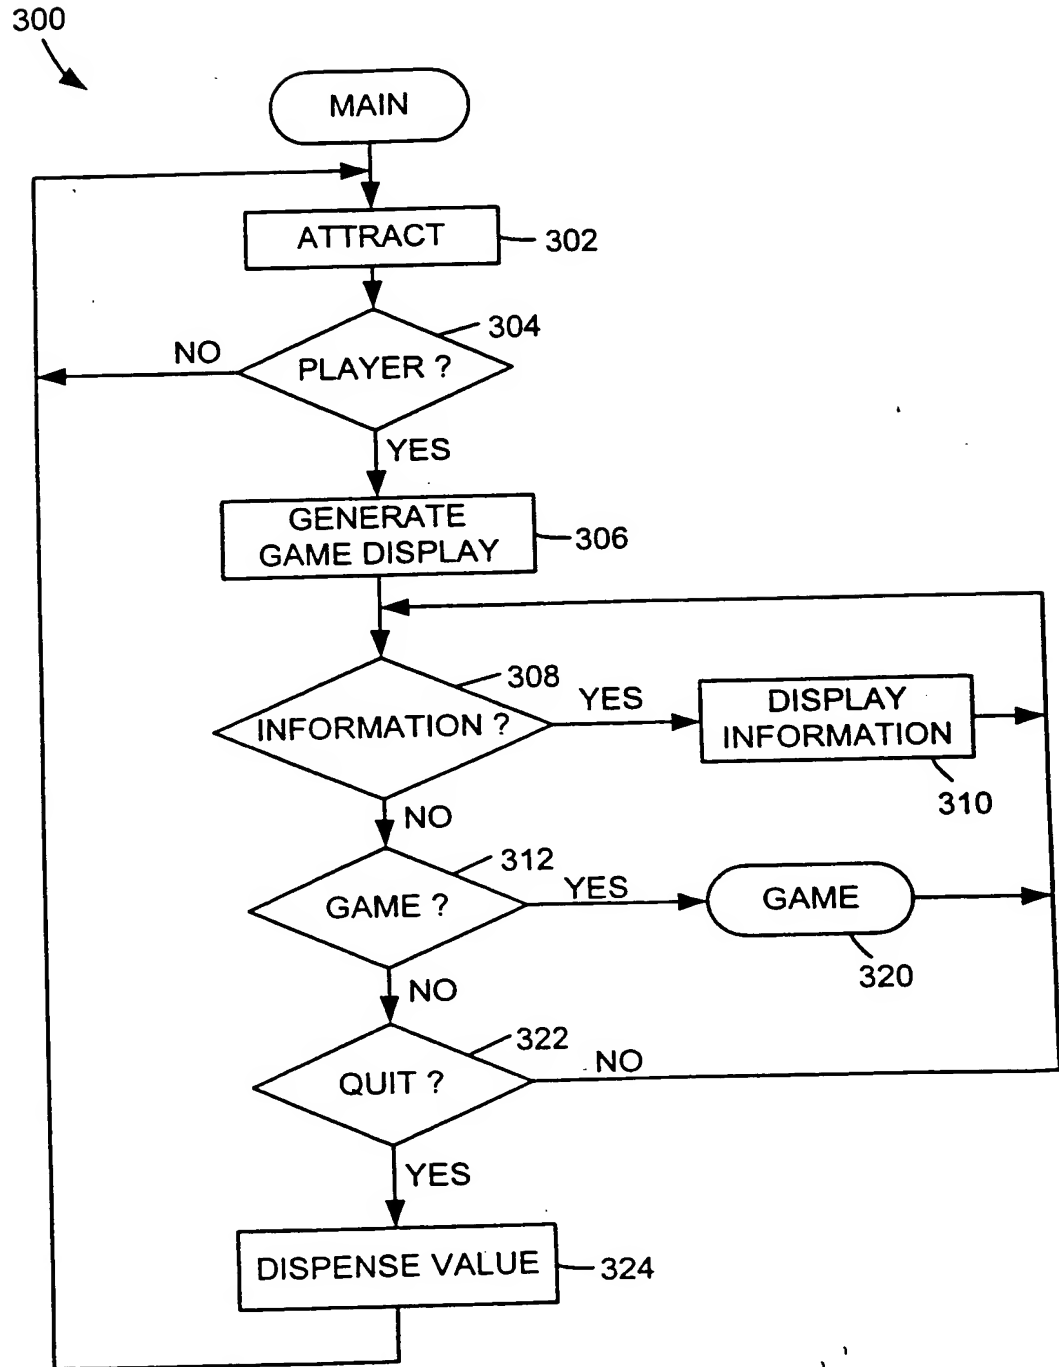 300
MAIN
ATTRACT
302
304
PLAYER ?
NO
YES
GENERATE
GAME DISPLAY
306
308
INFORMATION ?
YES
DISPLAY
INFORMATION
310
NO
312
GAME ?
YES
GAME
320
NO
322
QUIT ?
NO
YES
DISPENSE VALUE
324